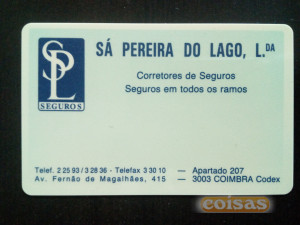 SPL
SEGUROS
SÁ PEREIRA DO LAGO, L.DA
Corretores de Seguros
Seguros em todos os ramos
Telef. 2 25 93 / 3 28 36 - Telefax 3 30 10 — Apartado 207
Av. Fernão de Magalhães, 415 — 3003 COIMBRA Codex
coisas